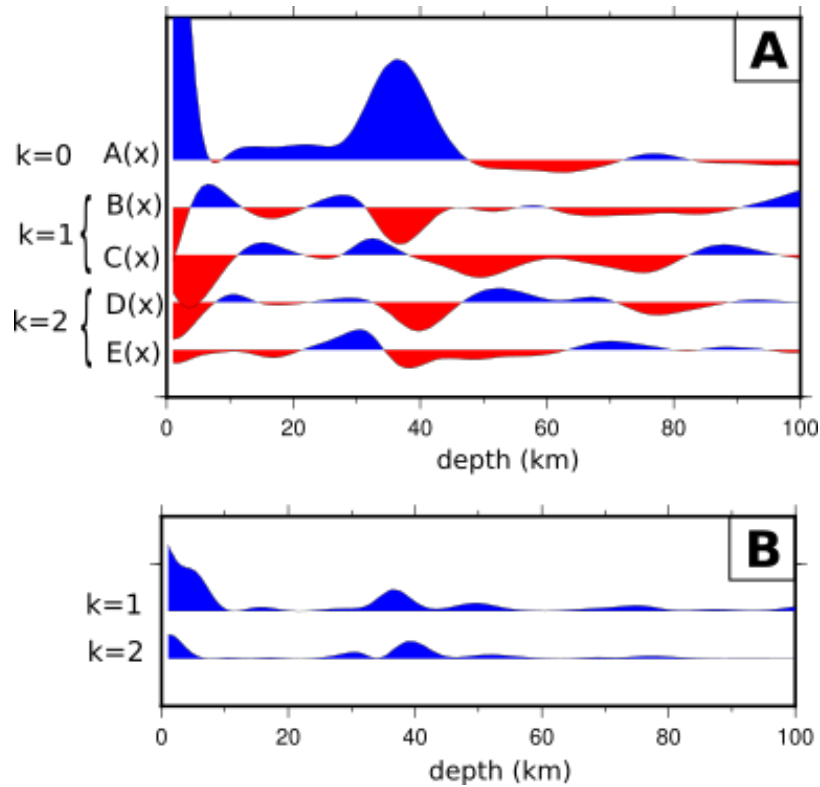 A
k=0 A(x)
B(x)
k=1 {
C(x)
D(x)
k=2 {
E(x)
0 20 40 60 80 100
depth (km)
B
k=1
k=2
0 20 40 60 80 100
depth (km)